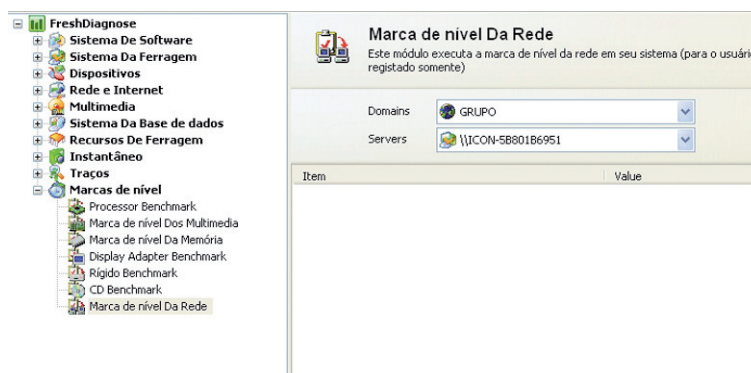 FreshDiagnose
Sistema De Software
Sistema Da Ferragem
Dispositivos
Rede e Internet
Multimedia
Sistema Da Base de dados
Recursos De Ferragem
Instantâneo
Traços
Marcas de nível
Processor Benchmark
Marca de nível Dos Multimedia
Marca de nível Da Memória
Display Adapter Benchmark
Rígido Benchmark
CD Benchmark
Marca de nível Da Rede
Marca de nível Da Rede
Este módulo executa a marca de nível da rede em seu sistema (para o
registado somente)
Domains GRUPO
Servers \\ICON-5B801B6951
Item Value